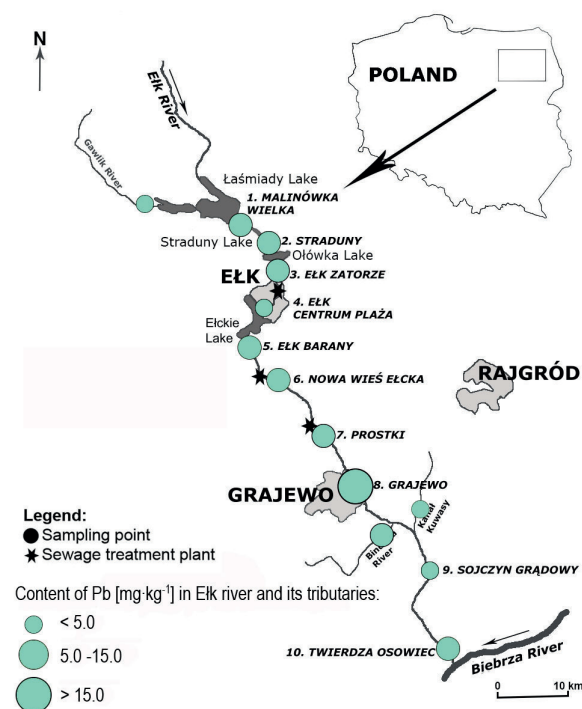 N
POLAND
Ełk River
Gawlik River
Łaśmiady Lake
1. MALINÓWKA
WIELKA
Straduny Lake
2. STRADUNY
Ołówka Lake
EŁK
3. EŁK ZATORZE
4. EŁK
CENTRUM PLAŻA
Ełckie
Lake
5. EŁK BARANY
6. NOWA WIEŚ EŁCKA
RAJGRÓD
7. PROSTKI
8. GRAJEWO
GRAJEWO
Kanał
Kuwasy
River
9. SOJCZYN GRĄDOWY
10. TWIERDZA OSOWIEC
Biebrza River
0 10 km
Legend:
Sampling point
Sewage treatment plant
Content of Pb [mg·kg⁻¹] in Ełk river and its tributaries:
< 5.0
5.0 -15.0
> 15.0